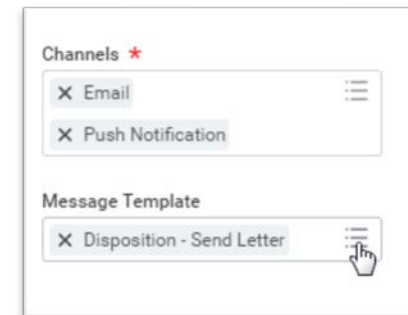 Channels *
× Email
× Push Notification
Message Template
× Disposition - Send Letter